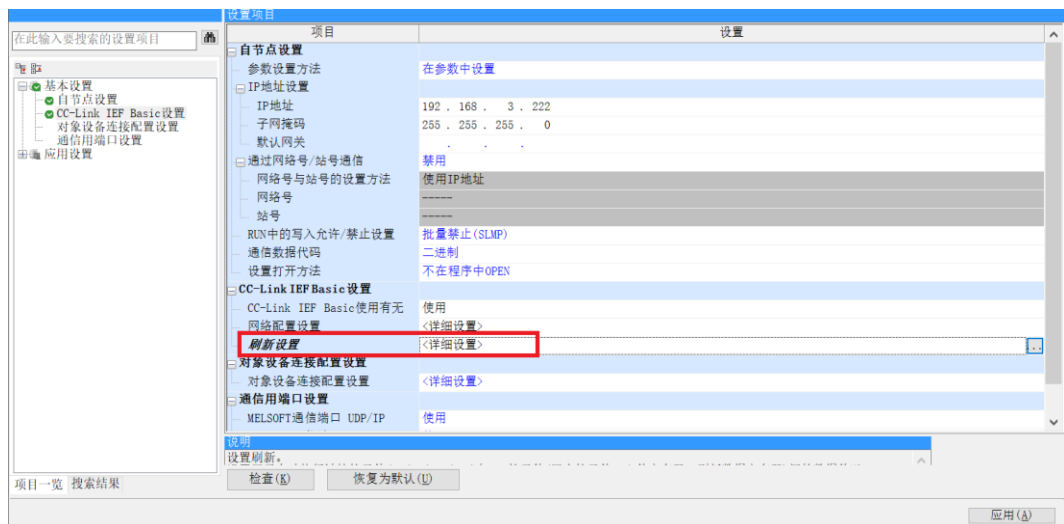 设置项目
在此输入要搜索的设置项目
基本设置
自节点设置
CC-Link IEF Basic设置
对象设备连接配置设置
通信用端口设置
应用设置
项目一览 搜索结果
项目 设置
自节点设置
参数设置方法 在参数中设置
IP地址设置
IP地址 192 . 168 . 3 . 222
子网掩码 255 . 255 . 255 . 0
默认网关 . . .
通过网络号/站号通信 禁用
网络号与站号的设置方法 使用IP地址
网络号 -----
站号 -----
RUN中的写入允许/禁止设置 批量禁止(SLMP)
通信数据代码 二进制
设置打开方法 不在程序中OPEN
CC-Link IEF Basic设置
CC-Link IEF Basic使用有无 使用
网络配置设置 <详细设置>
刷新设置 <详细设置> ...
对象设备连接配置设置
对象设备连接配置设置 <详细设置>
通信用端口设置
MELSOFT通信端口 UDP/IP 使用
说明
设置刷新。
检查(K) 恢复为默认(U)
应用(A)